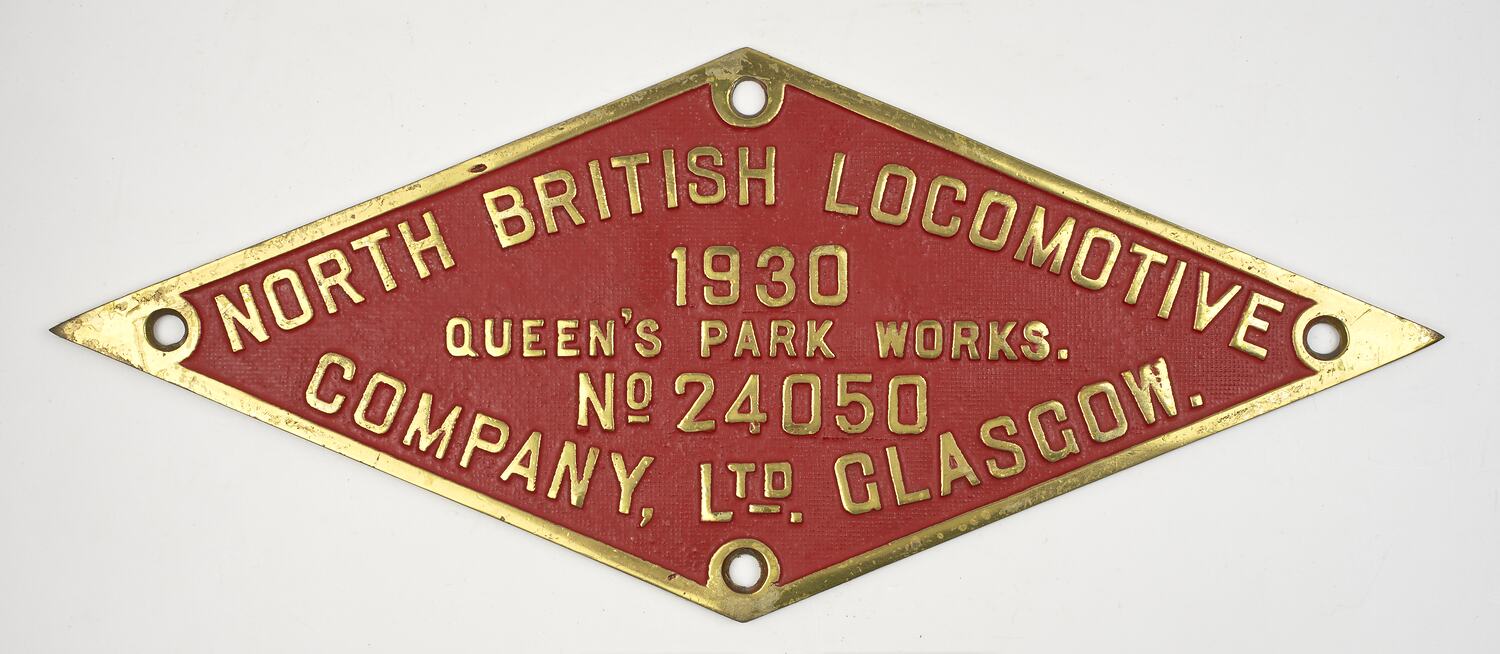 NORTH BRITISH LOCOMOTIVE
1930
QUEEN'S PARK WORKS.
Nº 24050
COMPANY, LTD. GLASGOW.